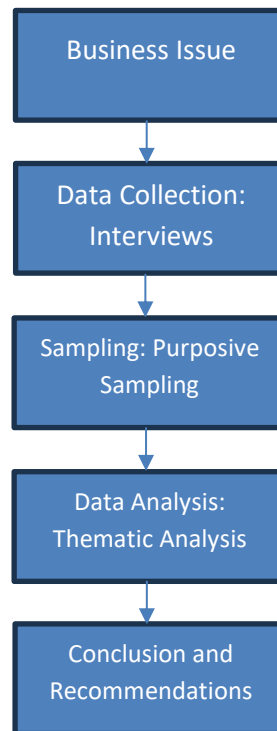 Business Issue
Data Collection:
Interviews
Sampling: Purposive
Sampling
Data Analysis:
Thematic Analysis
Conclusion and
Recommendations